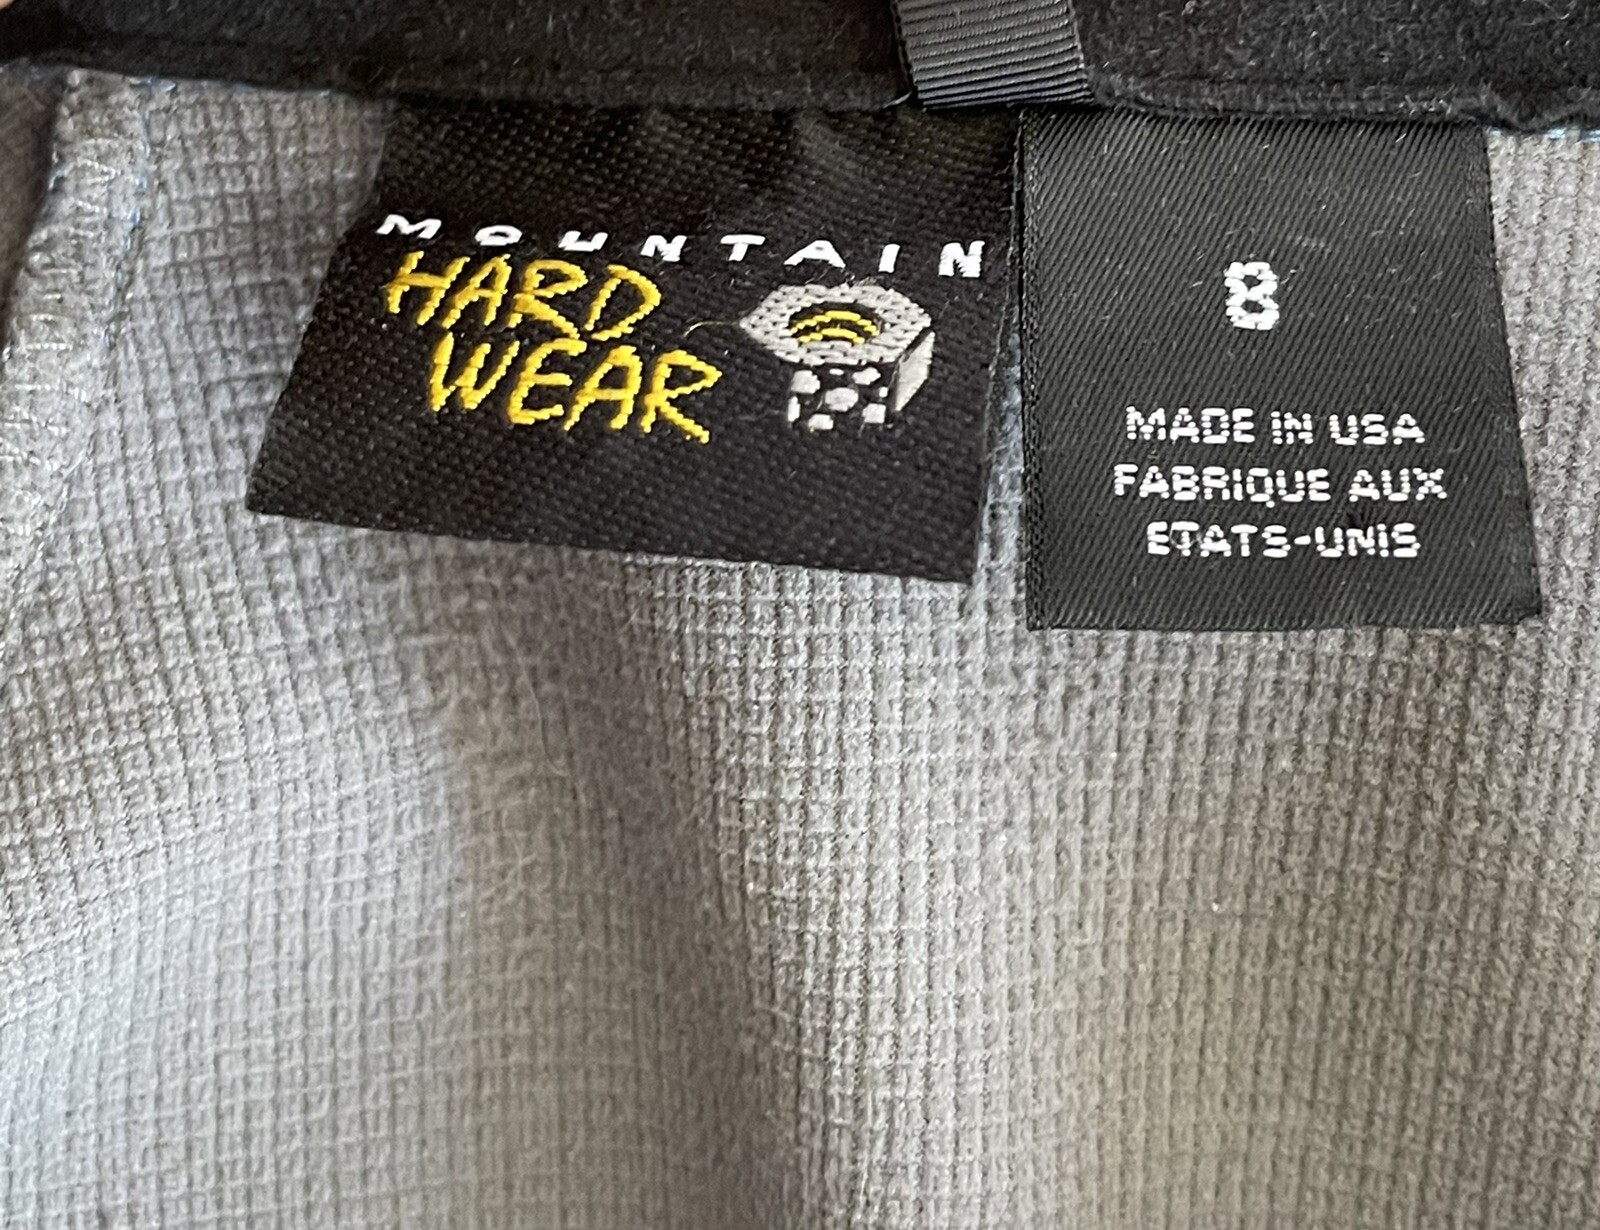 MOUNTAIN
HARD
WEAR
8
MADE IN USA
FABRIQUE AUX
ETATS-UNIS